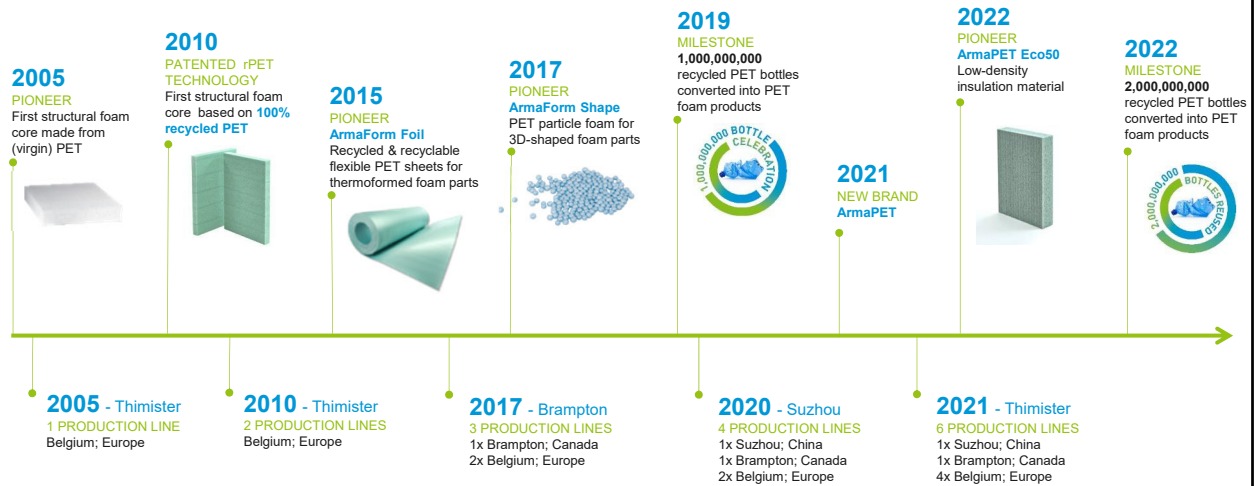 2005
PIONEER
First structural foam
core made from
(virgin) PET
2010
PATENTED rPET
TECHNOLOGY
First structural foam
core based on 100%
recycled PET
2015
PIONEER
ArmaForm Foil
Recycled & recyclable
flexible PET sheets for
thermoformed foam parts
2017
PIONEER
ArmaForm Shape
PET particle foam for
3D-shaped foam parts
2019
MILESTONE
1,000,000,000
recycled PET bottles
converted into PET
foam products
1,000,000,000 BOTTLE
CELEBRATION
2021
NEW BRAND
ArmaPET
2022
PIONEER
ArmaPET Eco50
Low-density
insulation material
2022
MILESTONE
2,000,000,000
recycled PET bottles
converted into PET
foam products
2,000,000,000
BOTTLES REUSED
2005 - Thimister
1 PRODUCTION LINE
Belgium; Europe
2010 - Thimister
2 PRODUCTION LINES
Belgium; Europe
2017 - Brampton
3 PRODUCTION LINES
1x Brampton; Canada
2x Belgium; Europe
2020 - Suzhou
4 PRODUCTION LINES
1x Suzhou; China
1x Brampton; Canada
2x Belgium; Europe
2021 - Thimister
6 PRODUCTION LINES
1x Suzhou; China
1x Brampton; Canada
4x Belgium; Europe